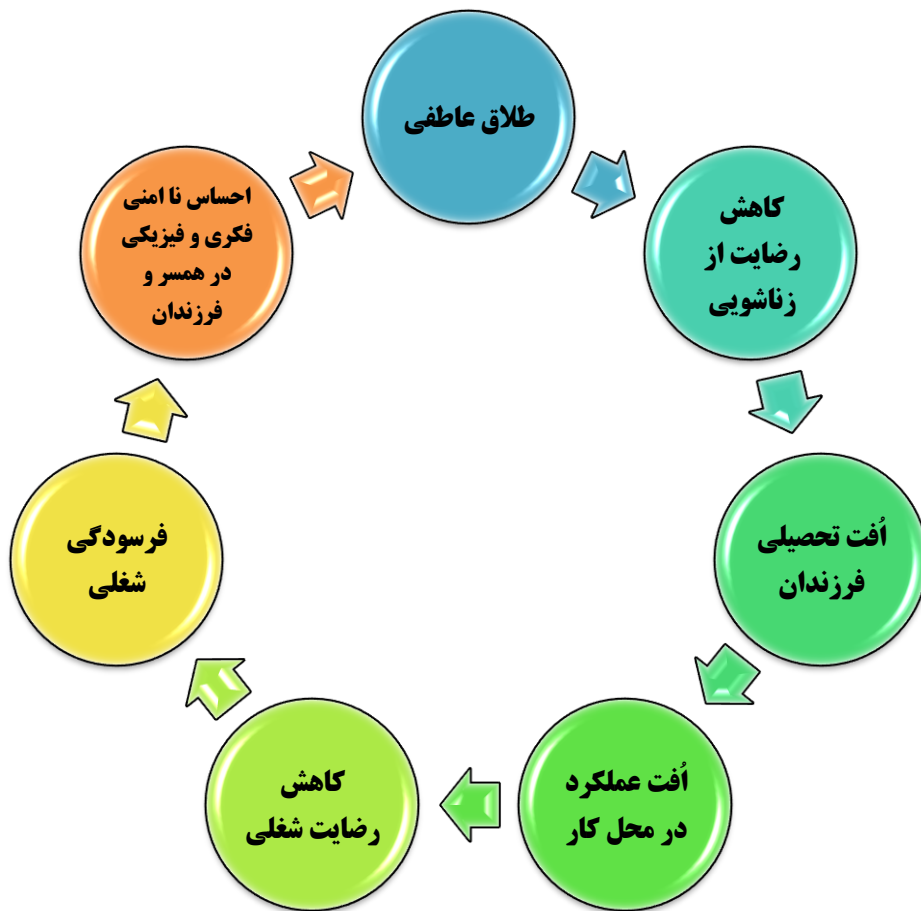 طلاق عاطفی
کاهش
رضایت از
زناشویی
اُفت تحصیلی
فرزندان
اُفت عملکرد
در محل کار
کاهش
رضایت شغلی
فرسودگی
شغلی
احساس نا امنی
فکری و فیزیکی
در همسر و
فرزندان